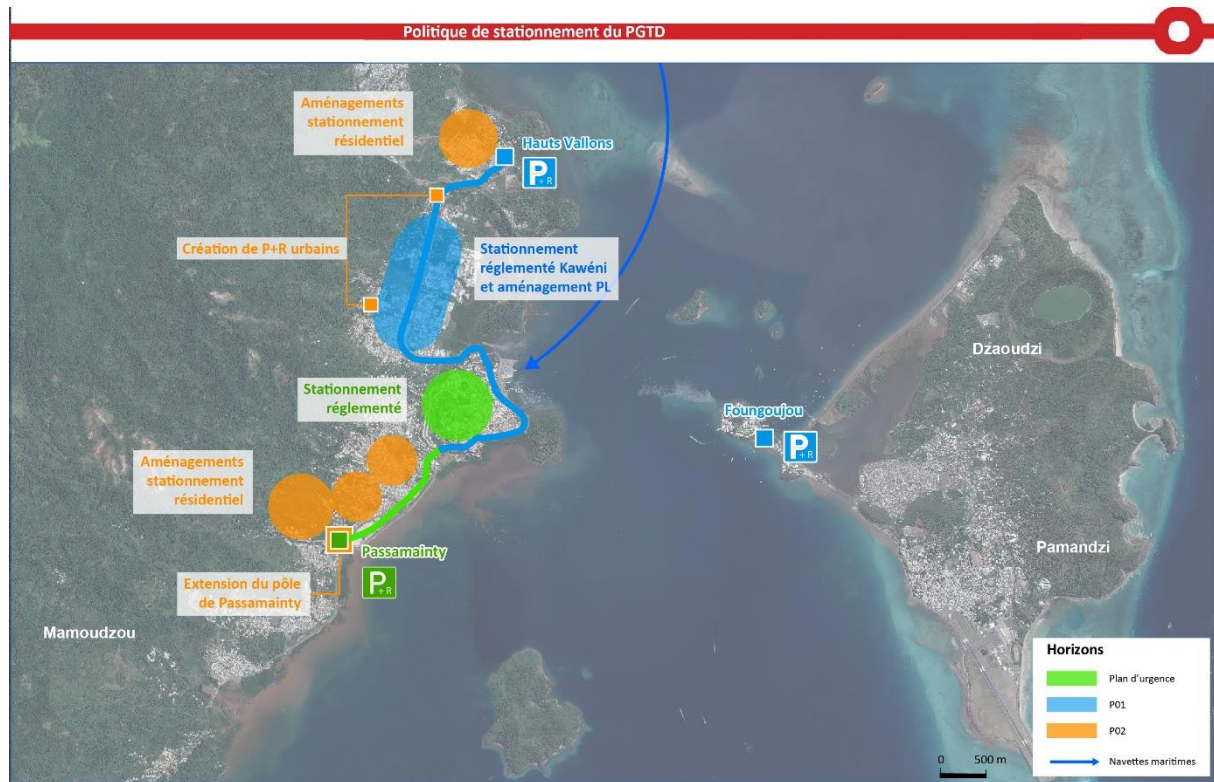 Politique de stationnement du PGTD
Aménagements
stationnement
résidentiel
Hauts Vallons
P+R
Création de P+R urbains
Stationnement
réglementé Kawéni
et aménagement PL
Dzaoudzi
Stationnement
réglementé
Foungoujou
P+R
Aménagements
stationnement
résidentiel
Passamainty
P+R
Pamandzi
Extension du pôle
de Passamainty
Mamoudzou
Horizons
Plan d'urgence
P01
P02
Navettes maritimes
0 500 m